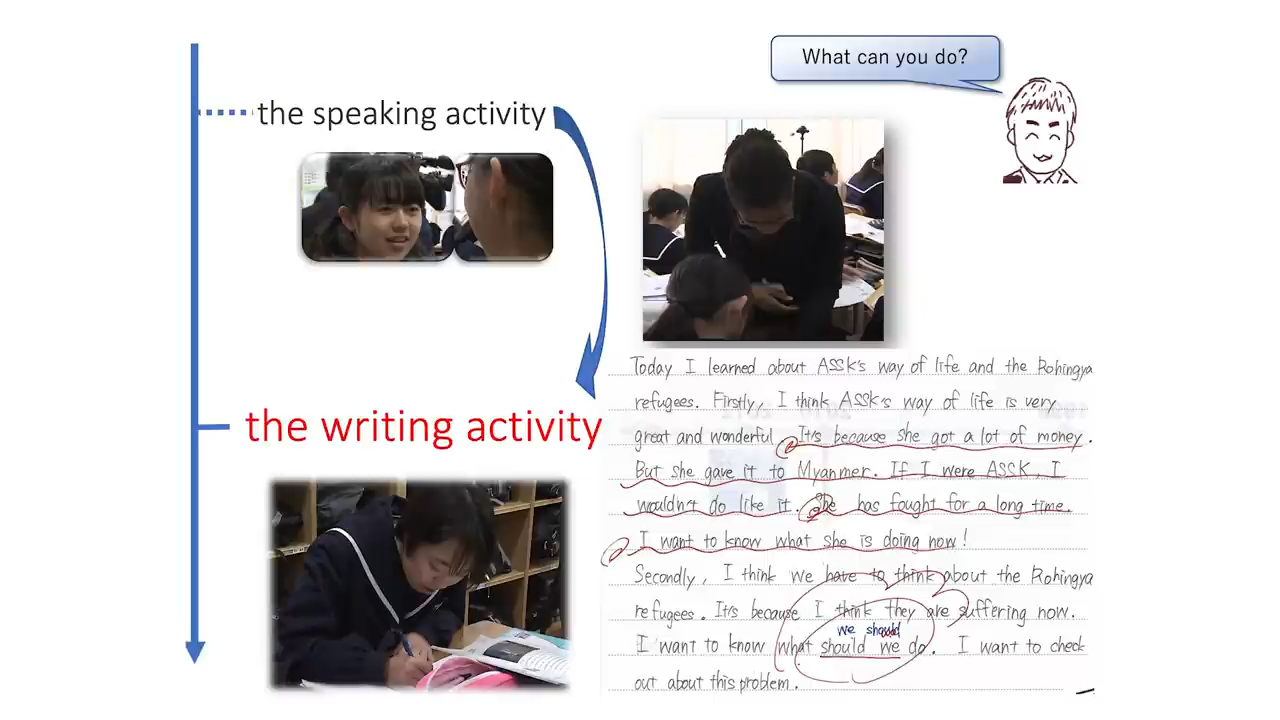 What can you do?
the speaking activity
the writing activity
Today I learned about ASSK's way of life and the Rohingya
refugees. Firstly, I think ASSK's way of life is very
great and wonderful. It's because she got a lot of money.
But she gave it to Myanmer. If I were ASSK, I
wouldn't do like it. She has fought for a long time.
I want to know what she is doing now!
Secondly, I think we have to think about the Rohingya
refugees. It's because I think they are suffering now.
we should
I want to know what should we do. I want to check
out about this problem.